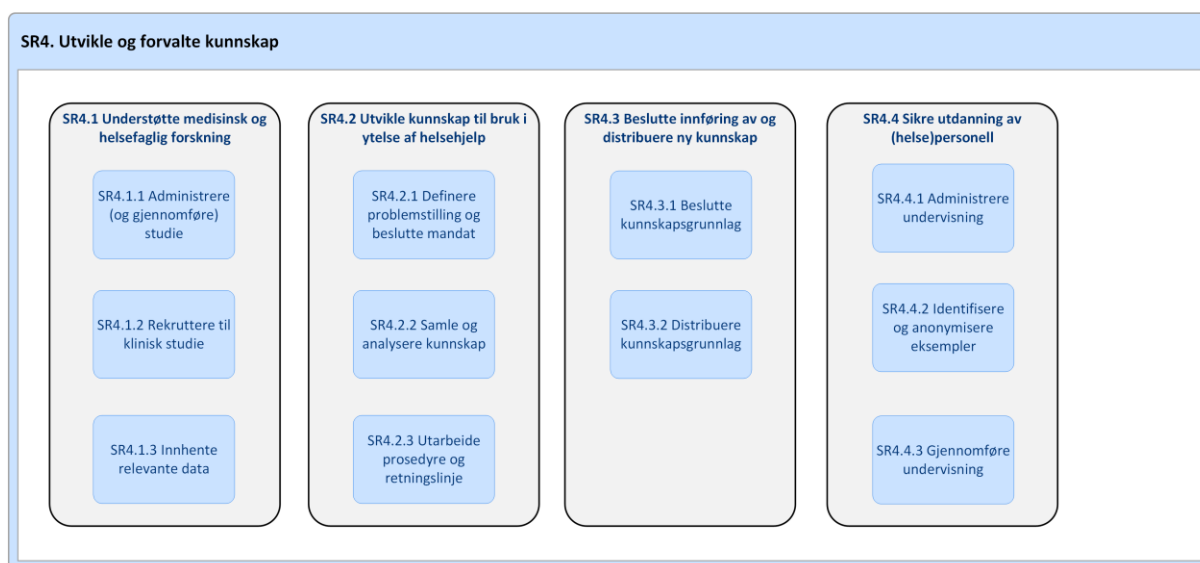 SR4. Utvikle og forvalte kunnskap
SR4.1 Understøtte medisinsk og
helsefaglig forskning
SR4.1.1 Administrere
(og gjennomføre)
studie
SR4.1.2 Rekruttere til
klinisk studie
SR4.1.3 Innhente
relevante data
SR4.2 Utvikle kunnskap til bruk i
ytelse af helsehjelp
SR4.2.1 Definere
problemstilling og
beslutte mandat
SR4.2.2 Samle og
analysere kunnskap
SR4.2.3 Utarbeide
prosedyre og
retningslinje
SR4.3 Beslutte innføring av og
distribuere ny kunnskap
SR4.3.1 Beslutte
kunnskapsgrunnlag
SR4.3.2 Distribuere
kunnskapsgrunnlag
SR4.4 Sikre utdanning av
(helse)personell
SR4.4.1 Administrere
undervisning
SR4.4.2 Identifisere
og anonymisere
eksempler
SR4.4.3 Gjennomføre
undervisning